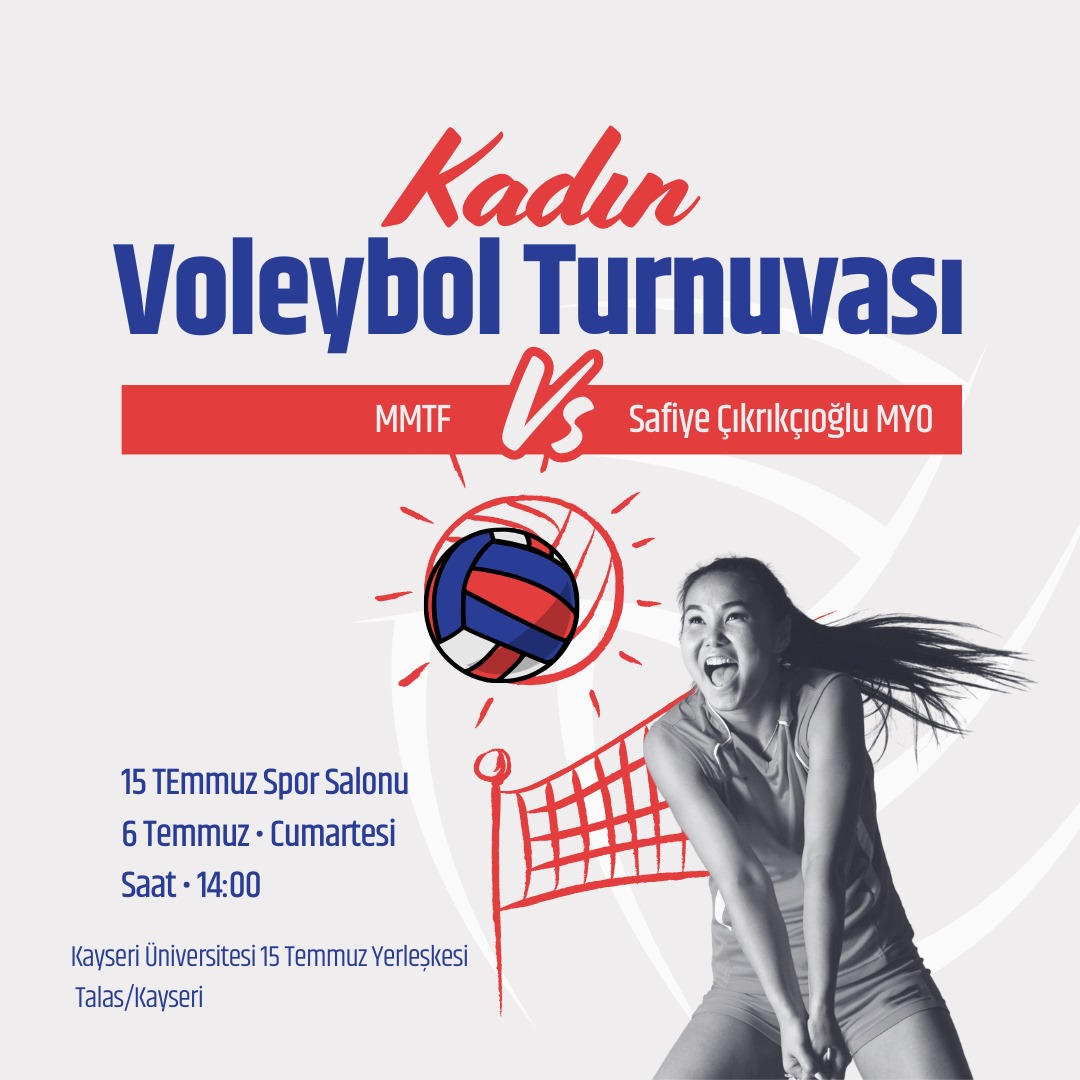 Kadın
Voleybol Turnuvası
MMTF Vs Safiye Çıkrıkçıoğlu MYO
15 TEmmuz Spor Salonu
6 Temmuz • Cumartesi
Saat • 14:00
Kayseri Üniversitesi 15 Temmuz Yerleşkesi
Talas/Kayseri